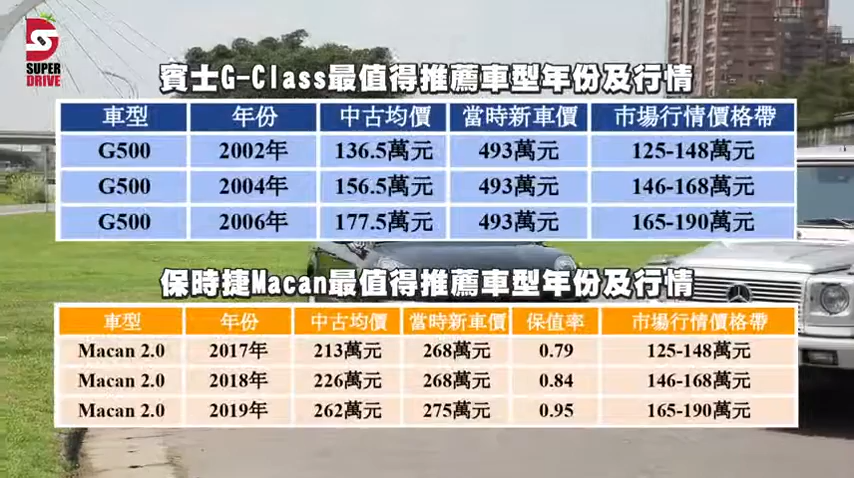 SUPER
DRIVE
賓士G-Class最值得推薦車型年份及行情
車型 年份 中古均價 當時新車價 市場行情價格帶
G500 2002年 136.5萬元 493萬元 125-148萬元
G500 2004年 156.5萬元 493萬元 146-168萬元
G500 2006年 177.5萬元 493萬元 165-190萬元
保時捷Macan最值得推薦車型年份及行情
車型 年份 中古均價 當時新車價 保值率 市場行情價格帶
Macan 2.0 2017年 213萬元 268萬元 0.79 125-148萬元
Macan 2.0 2018年 226萬元 268萬元 0.84 146-168萬元
Macan 2.0 2019年 262萬元 275萬元 0.95 165-190萬元